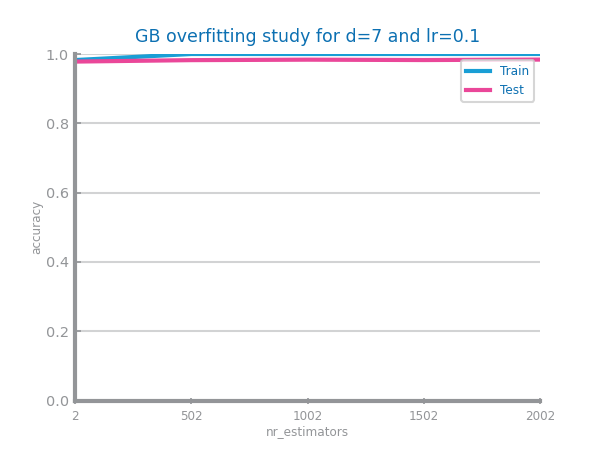 GB overfitting study for d=7 and lr=0.1
1.0
0.8
0.6
0.4
0.2
0.0
accuracy
Train
Test
2 502 1002 1502 2002
nr_estimators